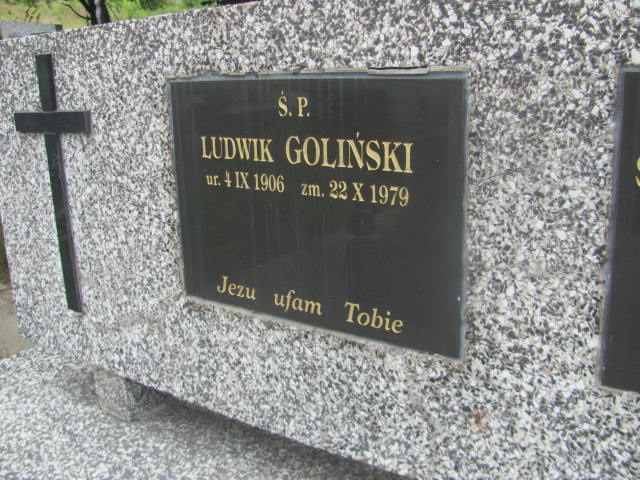 Ś. P.
LUDWIK GOLIŃSKI
ur. 4 IX 1906 zm. 22 X 1979
Jezu ufam Tobie